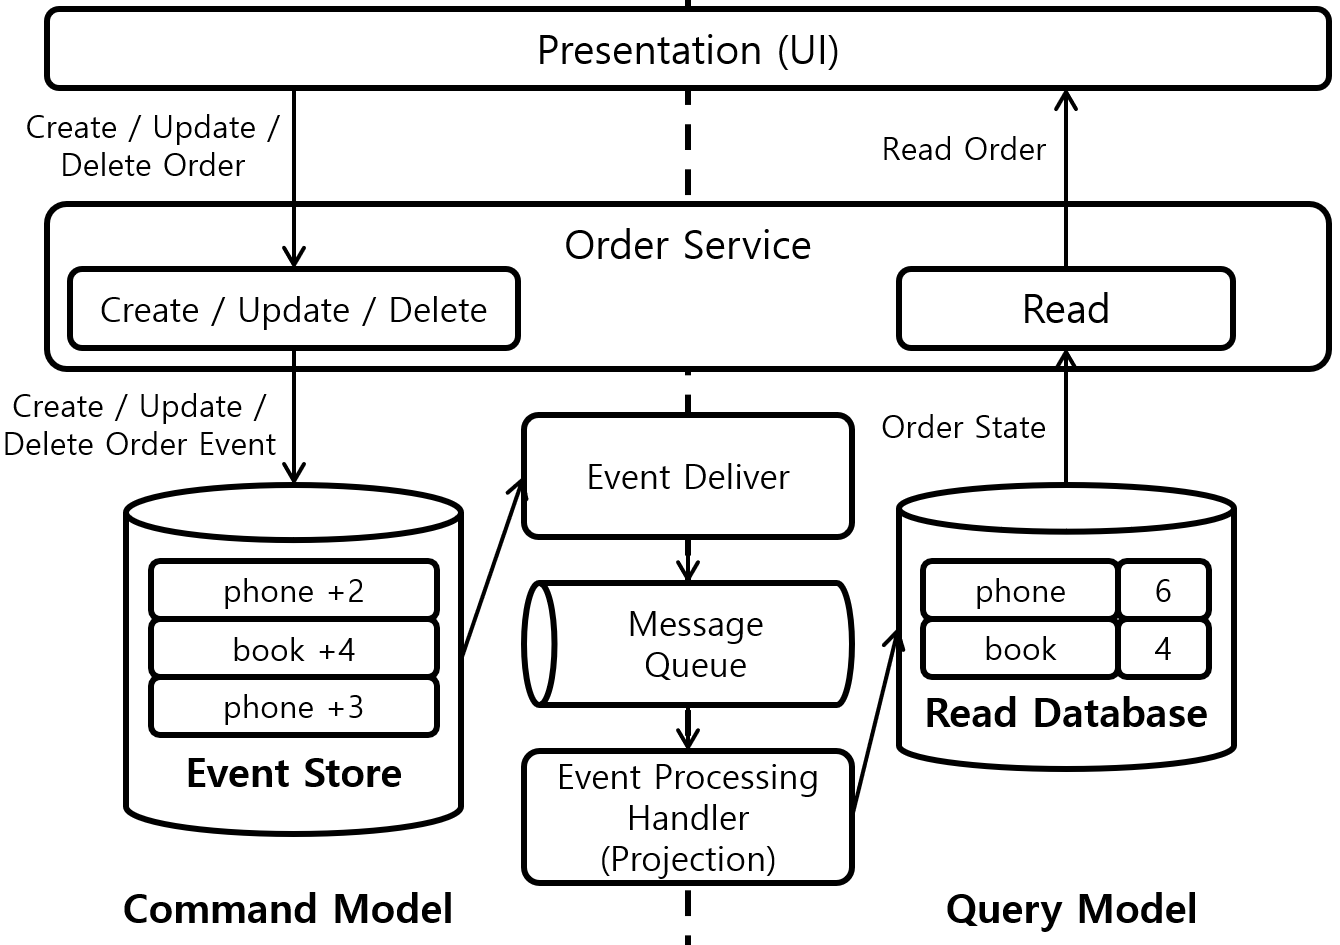 Presentation (UI)
Create / Update /
Delete Order
Read Order
Order Service
Create / Update / Delete
Read
Create / Update /
Delete Order Event
Order State
Event Deliver
phone +2
book +4
phone +3
Event Store
Message
Queue
Event Processing
Handler
(Projection)
phone 6
book 4
Read Database
Command Model
Query Model